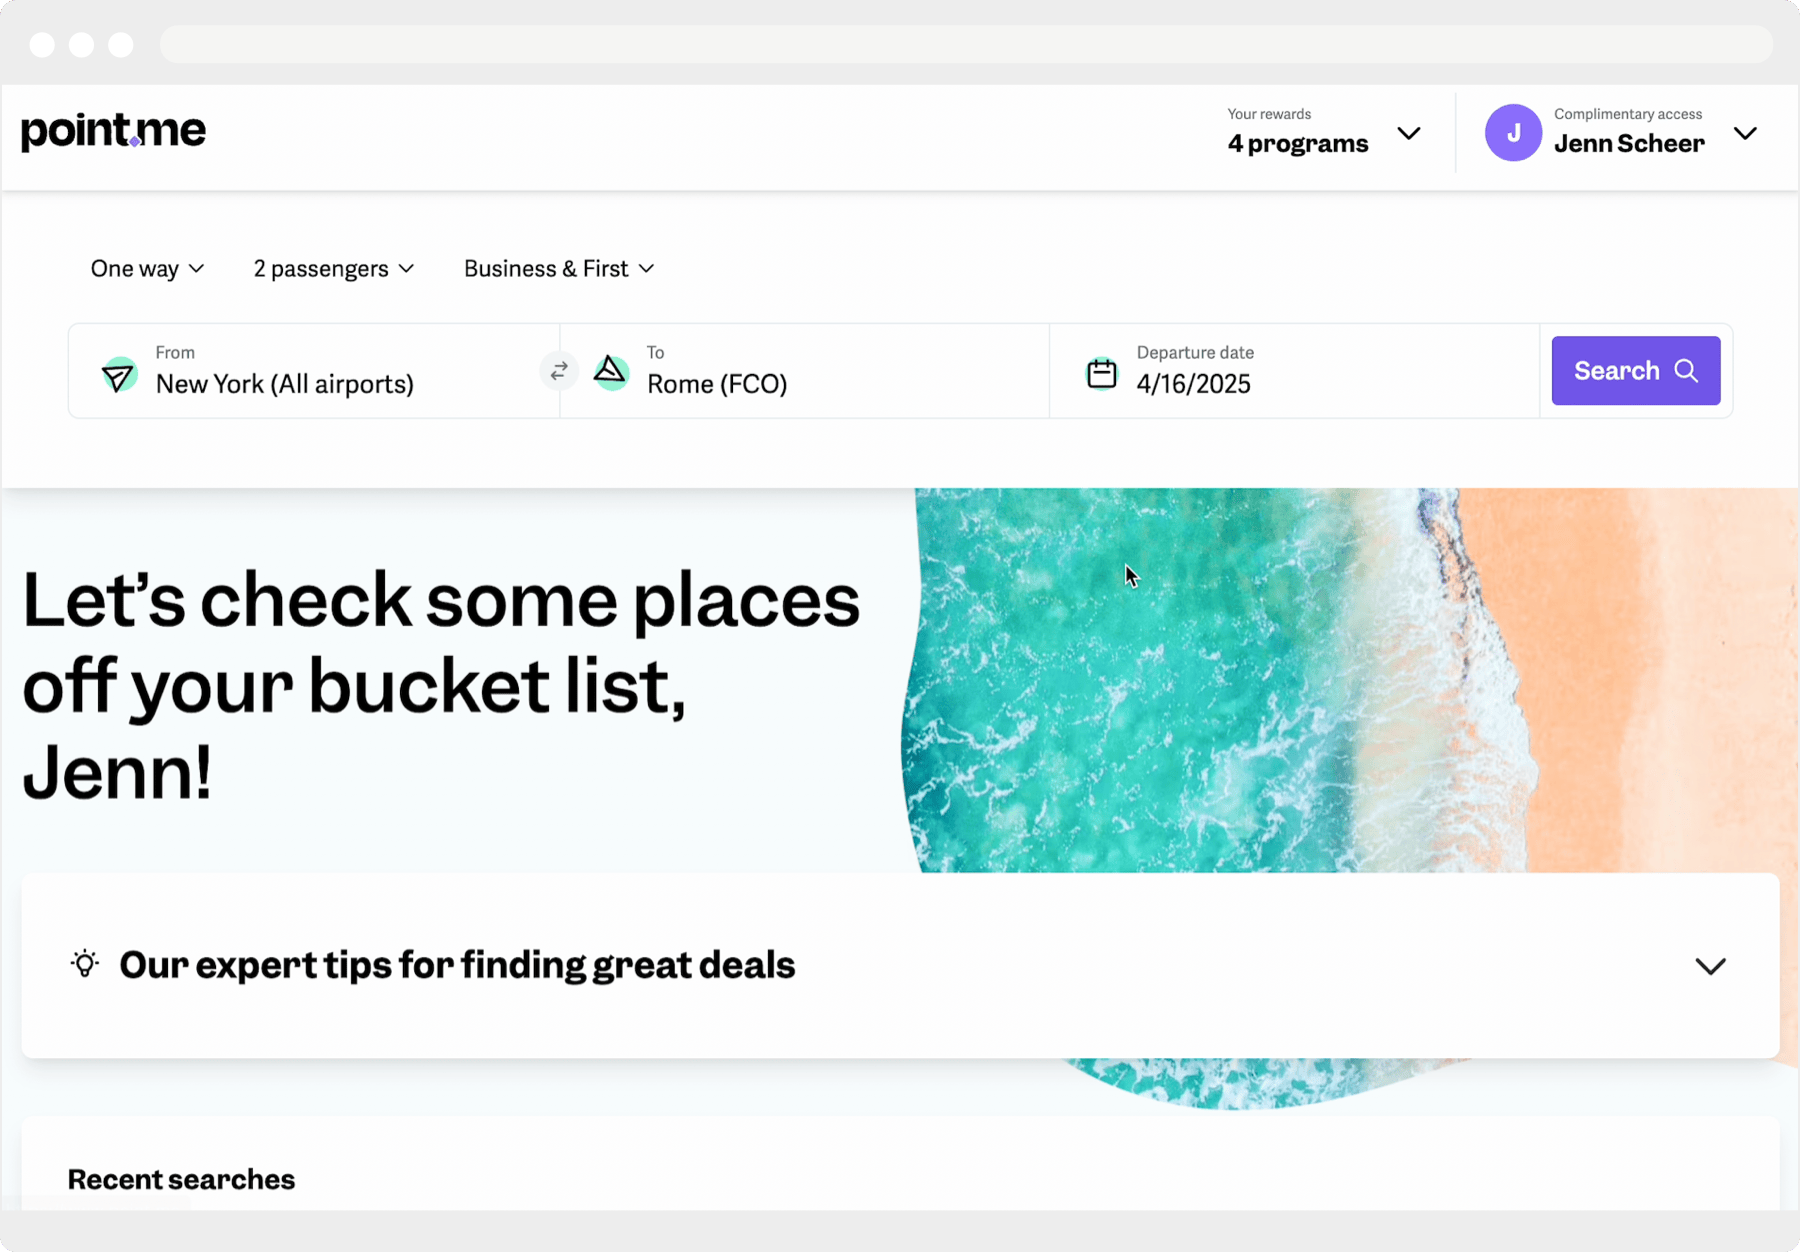 point.me
Your rewards
4 programs
J
Complimentary access
Jenn Scheer
One way
2 passengers
Business & First
From
New York (All airports)
To
Rome (FCO)
Departure date
4/16/2025
Search
Let's check some places
off your bucket list,
Jenn!
Our expert tips for finding great deals
Recent searches